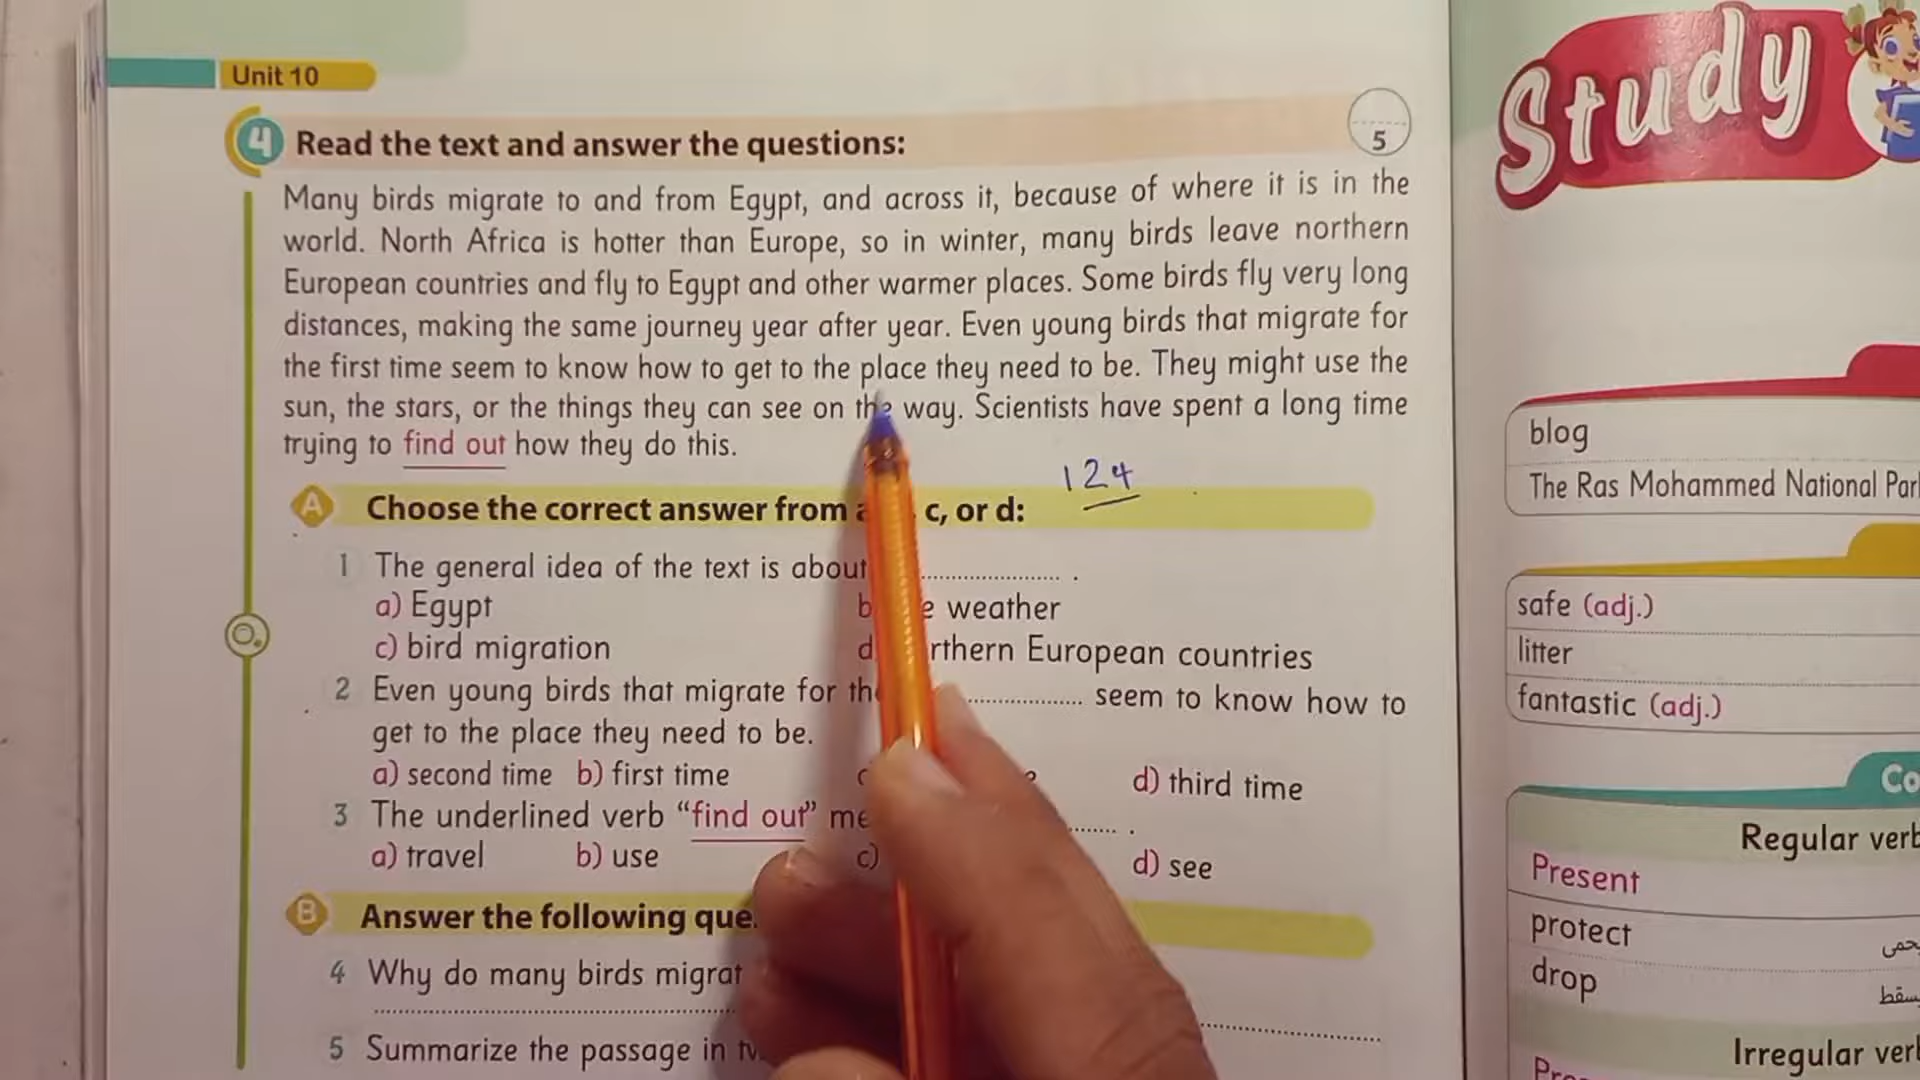 Unit 10
4 Read the text and answer the questions:
5
Many birds migrate to and from Egypt, and across it, because of where it is in the
world. North Africa is hotter than Europe, so in winter, many birds leave northern
European countries and fly to Egypt and other warmer places. Some birds fly very long
distances, making the same journey year after year. Even young birds that migrate for
the first time seem to know how to get to the place they need to be. They might use the
sun, the stars, or the things they can see on the way. Scientists have spent a long time
trying to find out how they do this.
124
A Choose the correct answer from c, or d:
1 The general idea of the text is about .
a) Egypt
weather
c) bird migration
European countries
2 Even young birds that migrate for seem to know how to
get to the place they need to be.
a) second time b) first time
d) third time
3 The underlined verb “find out” .
a) travel b) use c) d) see
B Answer the following
4 Why do many birds
5 Summarize the passage in
Study
blog
The Ras Mohammed National
safe (adj.)
litter
fantastic (adj.)
Regular
Present
protect
drop
Irregular